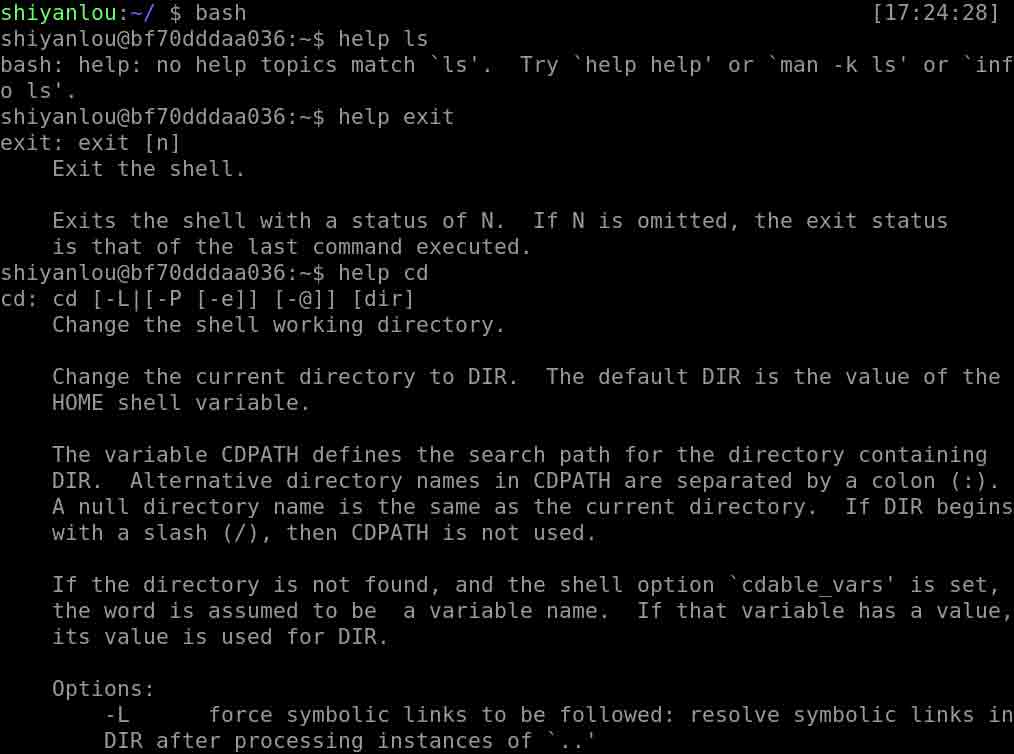 shiyanlou:~/ $ bash [17:24:28]
shiyanlou@bf70dddaa036:~$ help ls
bash: help: no help topics match `ls'.  Try `help help' or `man -k ls' or `inf
o ls'.
shiyanlou@bf70dddaa036:~$ help exit
exit: exit [n]
    Exit the shell.

    Exits the shell with a status of N.  If N is omitted, the exit status
    is that of the last command executed.
shiyanlou@bf70dddaa036:~$ help cd
cd: cd [-L|[-P [-e]] [-@]] [dir]
    Change the shell working directory.

    Change the current directory to DIR.  The default DIR is the value of the
    HOME shell variable.

    The variable CDPATH defines the search path for the directory containing
    DIR.  Alternative directory names in CDPATH are separated by a colon (:).
    A null directory name is the same as the current directory.  If DIR begins
    with a slash (/), then CDPATH is not used.

    If the directory is not found, and the shell option `cdable_vars' is set,
    the word is assumed to be  a variable name.  If that variable has a value,
    its value is used for DIR.

    Options:
        -L      force symbolic links to be followed: resolve symbolic links in
        DIR after processing instances of `..'